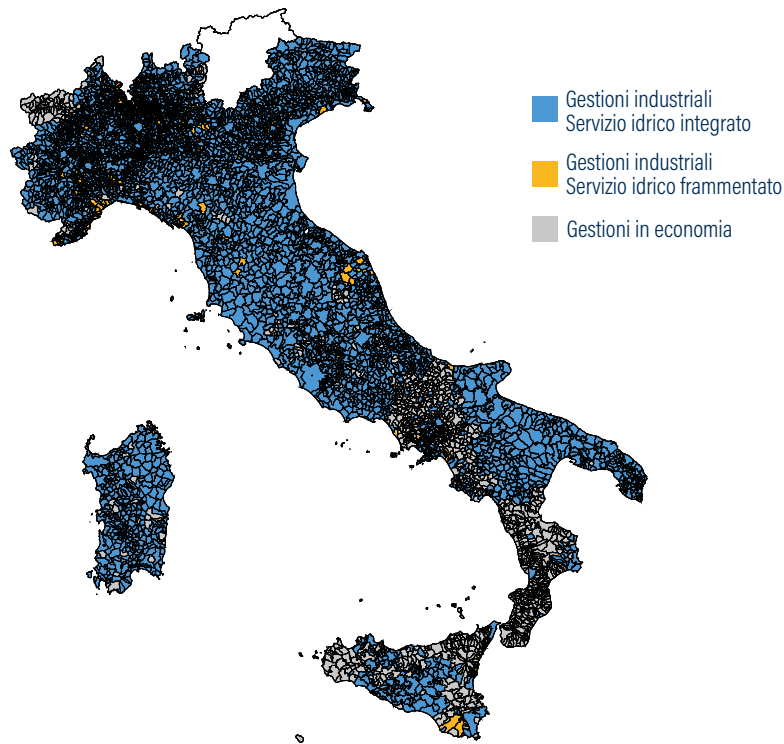 Gestioni industriali
Servizio idrico integrato
Gestioni industriali
Servizio idrico frammentato
Gestioni in economia